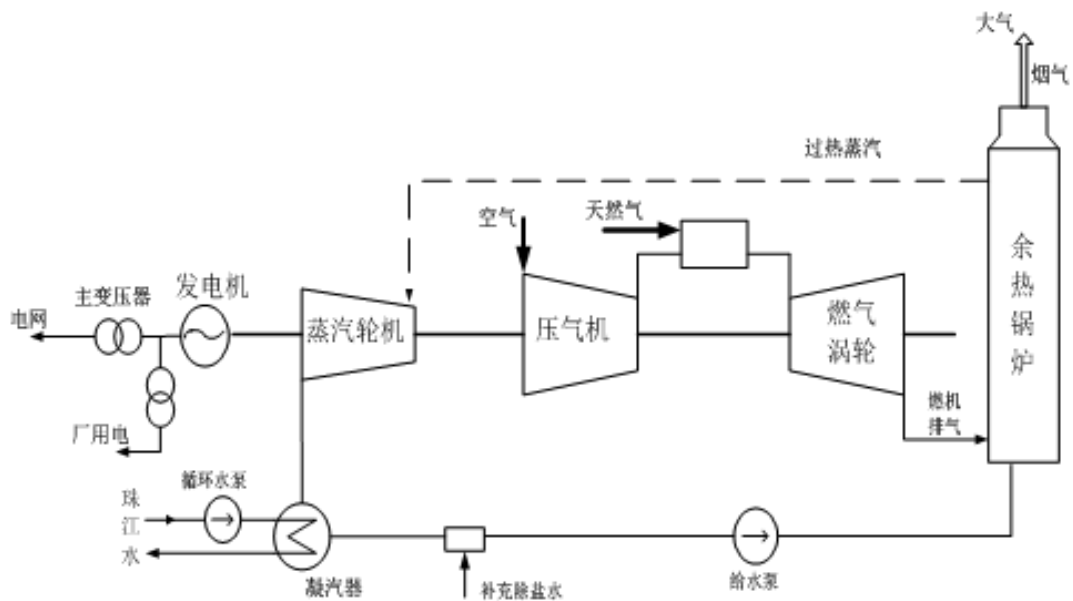 大气
烟气
过热蒸汽
空气
天然气
余
热
锅
炉
发电机
主变压器
电网
蒸汽轮机
压气机
燃气
涡轮
燃机
排气
厂用电
循环水泵
珠
江
水
凝汽器
补充除盐水
给水泵